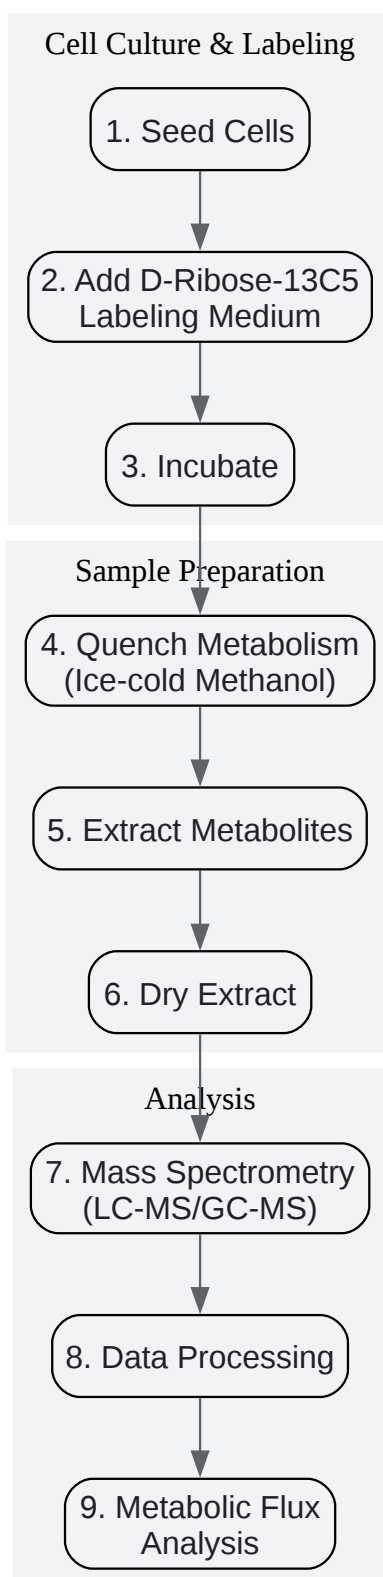 Cell Culture & Labeling
1. Seed Cells
2. Add D-Ribose-13C5
Labeling Medium
3. Incubate
Sample Preparation
4. Quench Metabolism
(Ice-cold Methanol)
5. Extract Metabolites
6. Dry Extract
Analysis
7. Mass Spectrometry
(LC-MS/GC-MS)
8. Data Processing
9. Metabolic Flux
Analysis